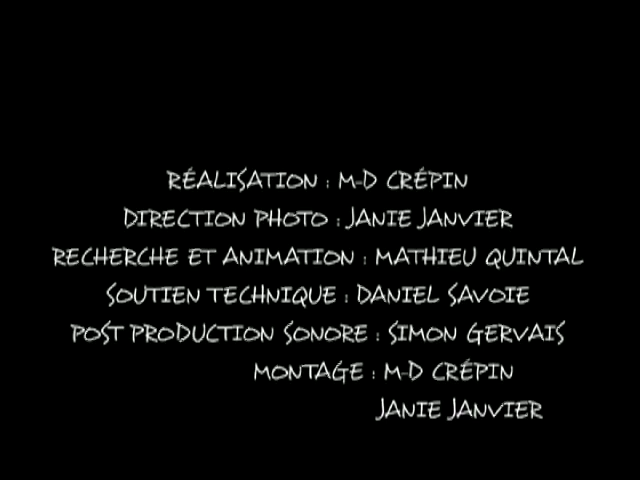 RÉALISATION : M-D CRÉPIN
DIRECTION PHOTO : JANIE JANVIER
RECHERCHE ET ANIMATION : MATHIEU QUINTAL
SOUTIEN TECHNIQUE : DANIEL SAVOIE
POST PRODUCTION SONORE : SIMON GERVAIS
MONTAGE : M-D CRÉPIN
JANIE JANVIER